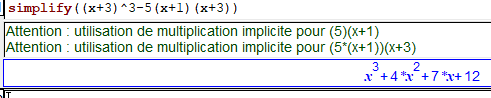 simplify((x+3)^3-5(x+1)(x+3))
Attention : utilisation de multiplication implicite pour (5)(x+1)
Attention : utilisation de multiplication implicite pour (5*(x+1))(x+3)
x^3+4*x^2+7*x+12